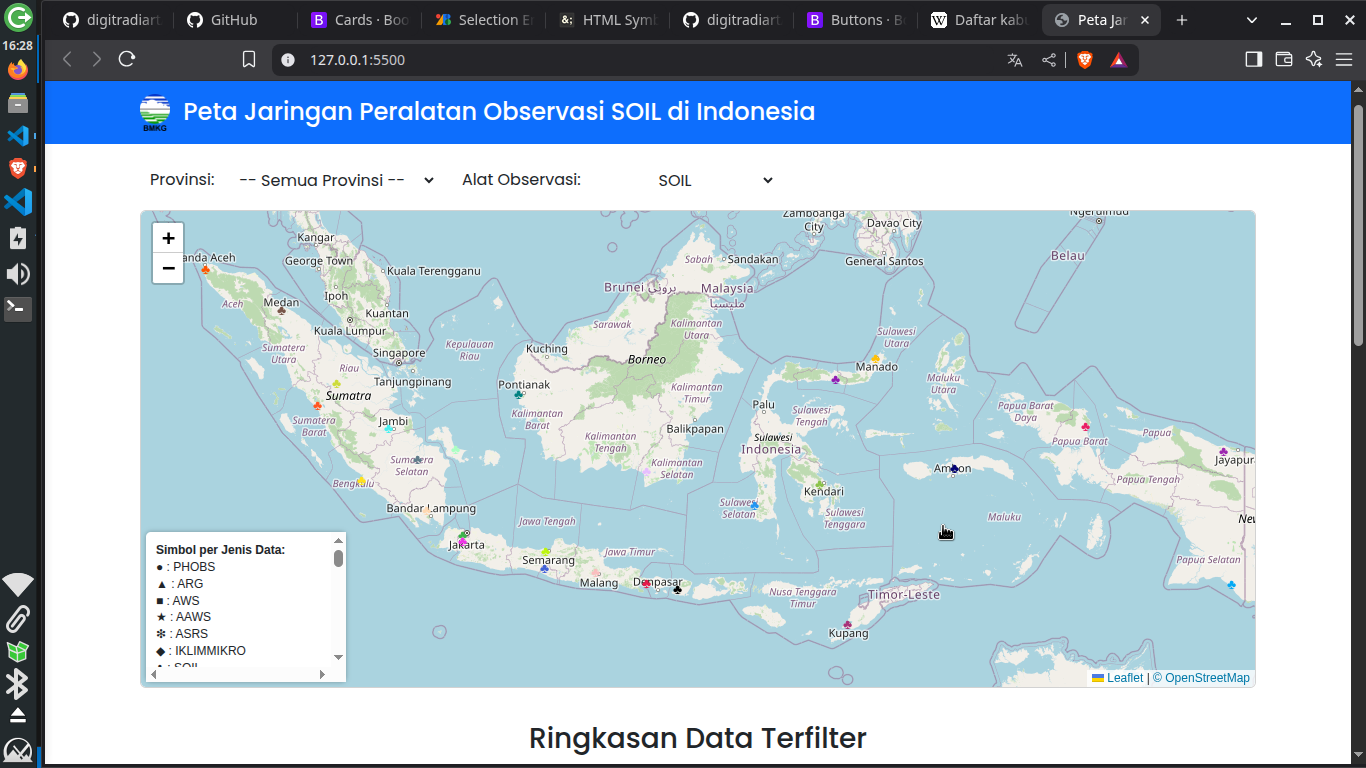 digitradiart
GitHub
Cards · Boo
Selection E
HTML Symb
digitradiart
Buttons · B
Daftar kab
Peta Jar
16:28
127.0.0.1:5500
BMKG
Peta Jaringan Peralatan Observasi SOIL di Indonesia
Provinsi: -- Semua Provinsi -- Alat Observasi: SOIL
+
−
Zamboanga City
Davao City
Ngerulmud
Kangar
anda Aceh
George Town
Kuala Terengganu
Sabah
Sandakan
General Santos
Belau
Aceh
Medan
Ipoh
Kuantan
Brunei بروني
Malaysia
مليسيا
Kuala Lumpur
Sarawak
Kalimantan Utara
Sulawesi Utara
Sumatera Utara
Kepulauan Riau
Singapore
Kuching
Borneo
Manado
Riau
Tanjungpinang
Pontianak
Kalimantan Timur
Maluku Utara
Sumatra
Palu
Papua Barat Daya
Sumatera Barat
Jambi
Kalimantan Barat
Sulawesi Tengah
Balikpapan
Kalimantan Tengah
Sulawesi
Indonesia
Papua Barat
Papua
Sumatera Selatan
Kalimantan Selatan
Ambon
Jayapur
Bengkulu
Kendari
Papua Tengah
Bandar Lampung
Sulawesi Selatan
Sulawesi Tenggara
Maluku
Jawa Tengah
New
Jakarta
Jawa Timur
Semarang
Papua Selatan
Malang
Denpasar
Nusa Tenggara Timur
Timor-Leste
Kupang
Simbol per Jenis Data:
● : PHOBS
▲ : ARG
■ : AWS
★ : AAWS
❇ : ASRS
◆ : IKLIMMIKRO
♣ : SOIL
Leaflet | © OpenStreetMap
Ringkasan Data Terfilter